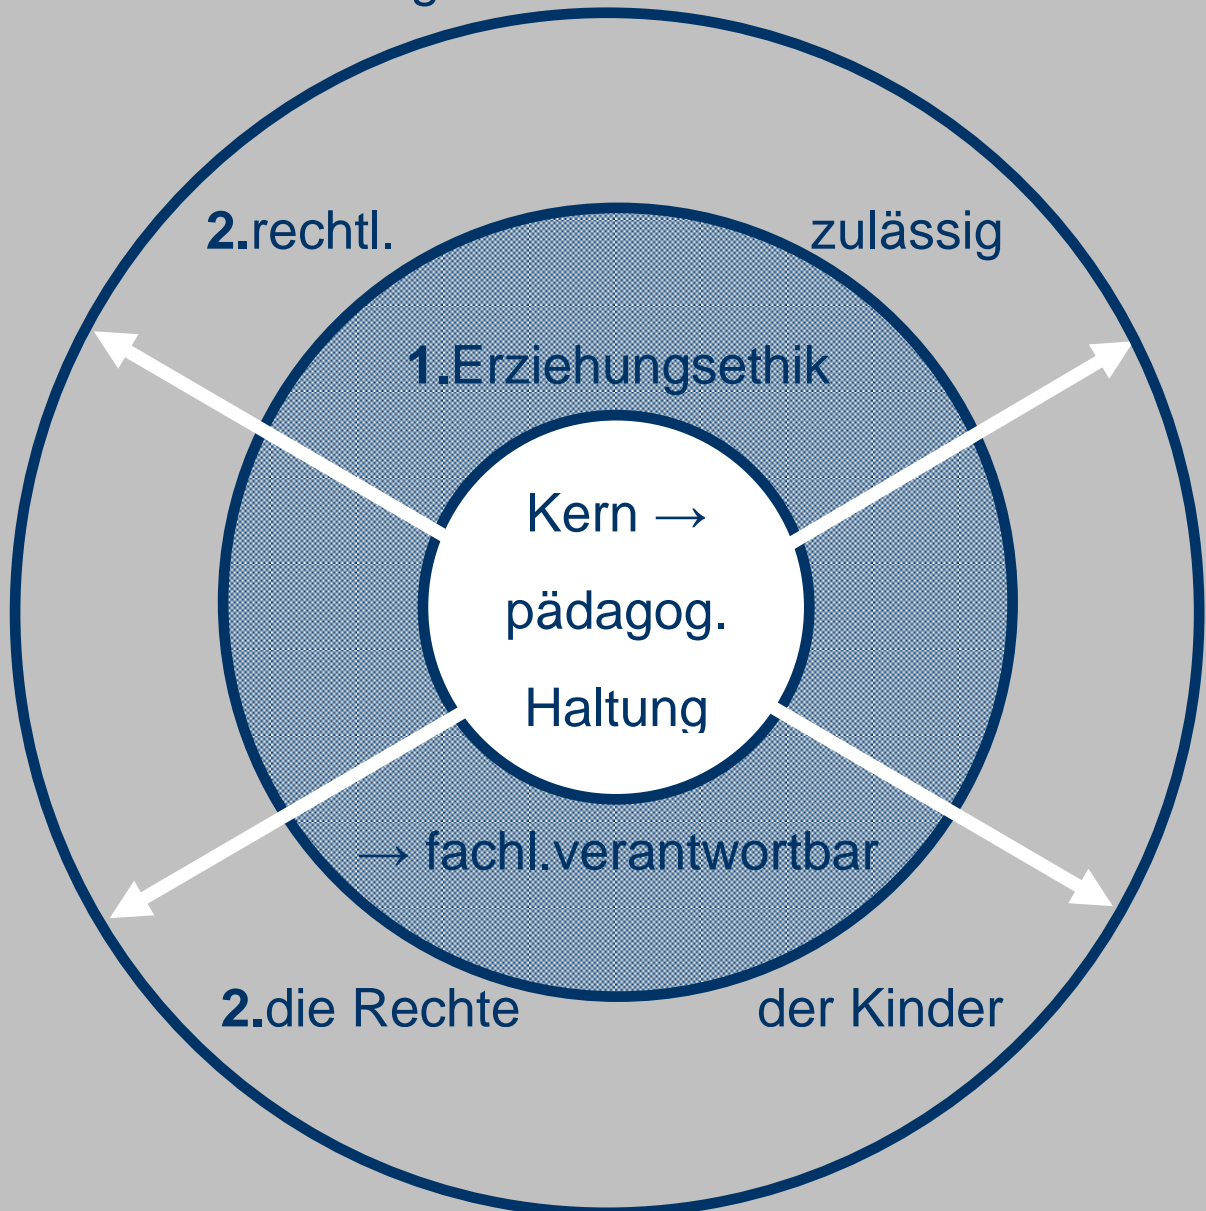 2.rechtl. zulässig
1.Erziehungsethik
Kern →
pädagog.
Haltung
→ fachl.verantwortbar
2.die Rechte der Kinder